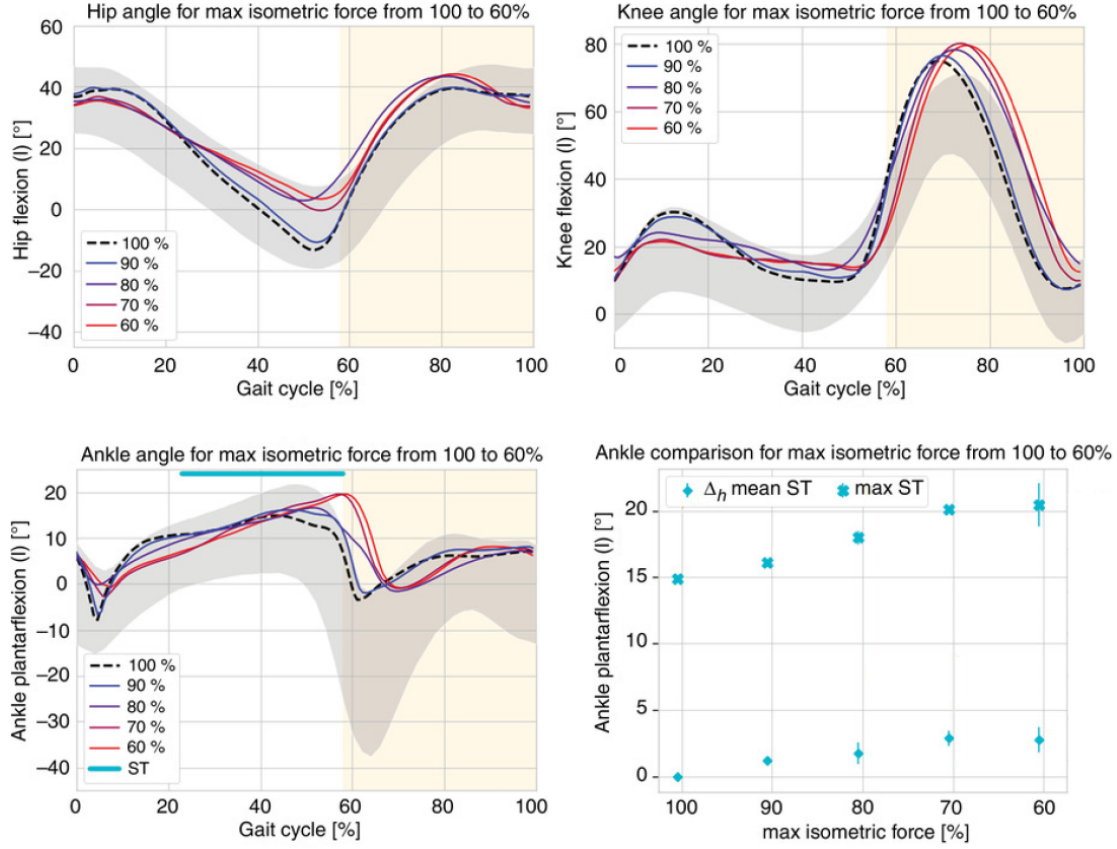 Hip angle for max isometric force from 100 to 60%
60
40
20
0
−20
−40
Hip flexion (l) [°]
100 %
90 %
80 %
70 %
60 %
0 20 40 60 80 100
Gait cycle [%]
Knee angle for max isometric force from 100 to 60%
80
60
40
20
0
Knee flexion (l) [°]
100 %
90 %
80 %
70 %
60 %
0 20 40 60 80 100
Gait cycle [%]
Ankle angle for max isometric force from 100 to 60%
20
10
0
−10
−20
−30
−40
Ankle plantarflexion (l) [°]
100 %
90 %
80 %
70 %
60 %
ST
0 20 40 60 80 100
Gait cycle [%]
Ankle comparison for max isometric force from 100 to 60%
Δh mean ST max ST
20
15
10
5
0
Ankle plantarflexion (l) [°]
100 90 80 70 60
max isometric force [%]